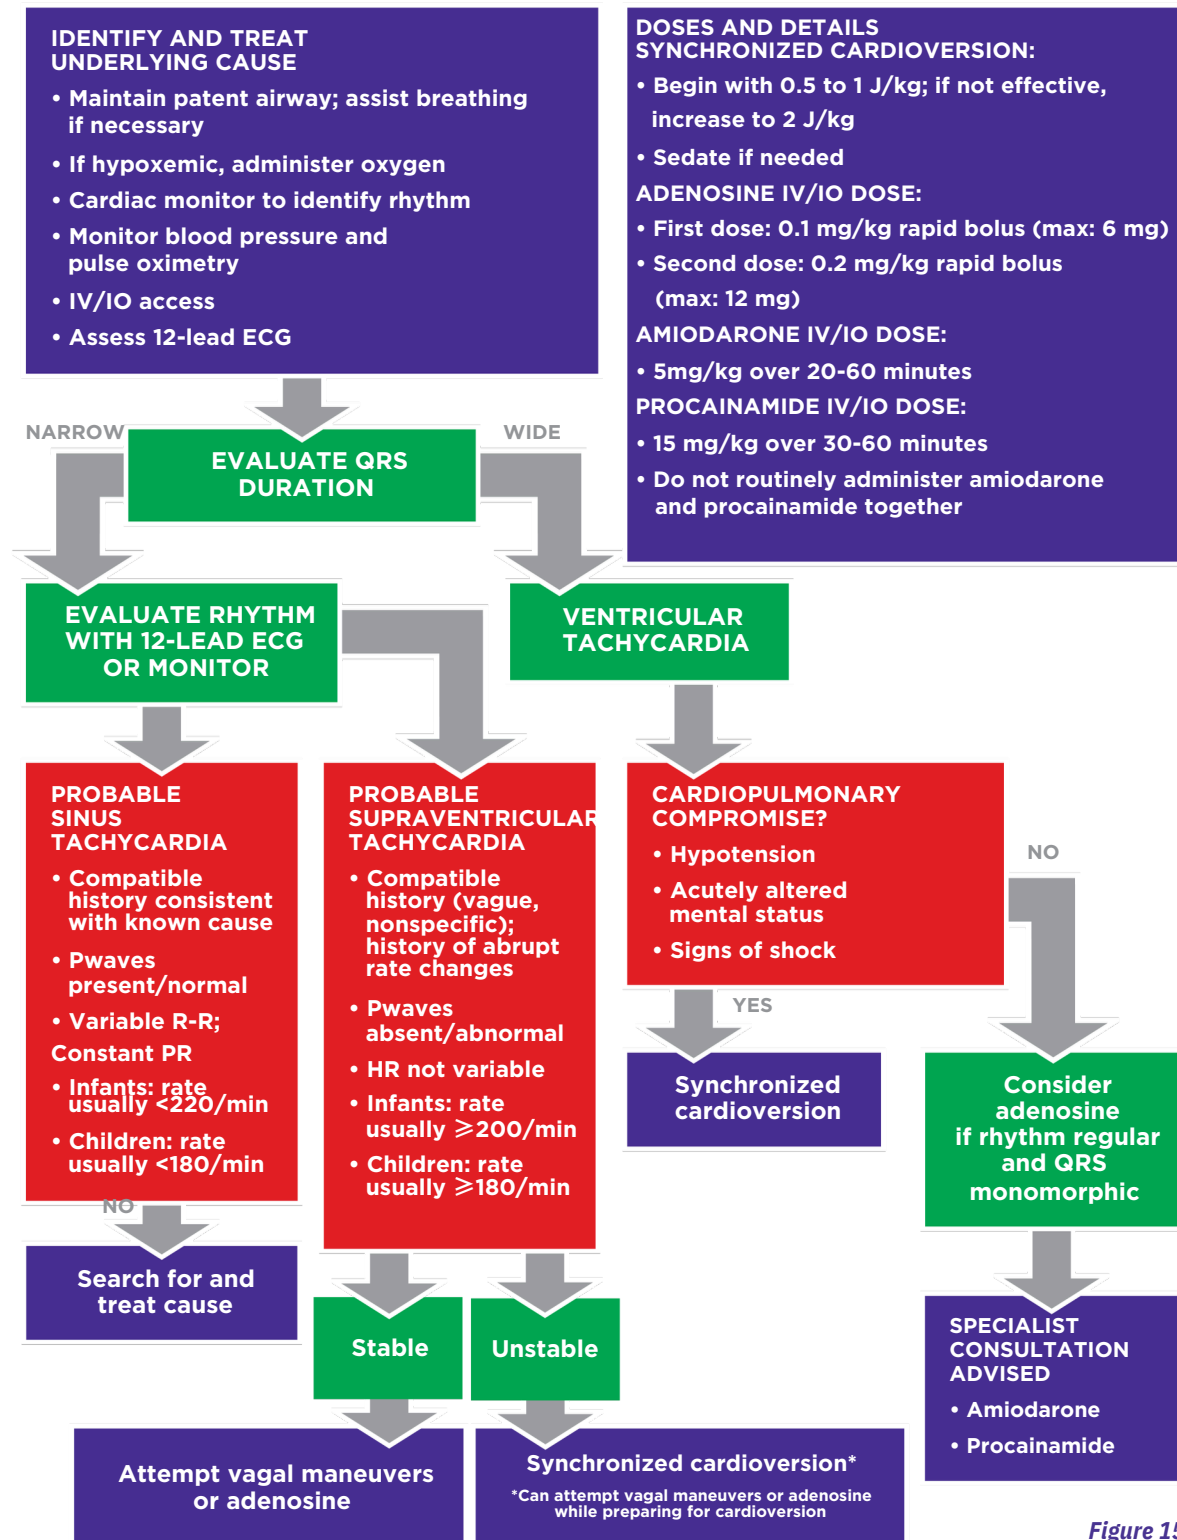 IDENTIFY AND TREAT
UNDERLYING CAUSE
• Maintain patent airway; assist breathing
if necessary
• If hypoxemic, administer oxygen
• Cardiac monitor to identify rhythm
• Monitor blood pressure and
pulse oximetry
• IV/IO access
• Assess 12-lead ECG
DOSES AND DETAILS
SYNCHRONIZED CARDIOVERSION:
• Begin with 0.5 to 1 J/kg; if not effective,
increase to 2 J/kg
• Sedate if needed
ADENOSINE IV/IO DOSE:
• First dose: 0.1 mg/kg rapid bolus (max: 6 mg)
• Second dose: 0.2 mg/kg rapid bolus
(max: 12 mg)
AMIODARONE IV/IO DOSE:
• 5mg/kg over 20-60 minutes
PROCAINAMIDE IV/IO DOSE:
• 15 mg/kg over 30-60 minutes
• Do not routinely administer amiodarone
and procainamide together
NARROW
EVALUATE QRS
DURATION
WIDE
EVALUATE RHYTHM
WITH 12-LEAD ECG
OR MONITOR
VENTRICULAR
TACHYCARDIA
PROBABLE
SINUS
TACHYCARDIA
• Compatible
history consistent
with known cause
• Pwaves
present/normal
• Variable R-R;
Constant PR
• Infants: rate
usually <220/min
• Children: rate
usually <180/min
PROBABLE
SUPRAVENTRICULAR
TACHYCARDIA
• Compatible
history (vague,
nonspecific);
history of abrupt
rate changes
• Pwaves
absent/abnormal
• HR not variable
• Infants: rate
usually ⩾200/min
• Children: rate
usually ⩾180/min
CARDIOPULMONARY
COMPROMISE?
• Hypotension
• Acutely altered
mental status
• Signs of shock
NO
YES
Synchronized
cardioversion
Consider
adenosine
if rhythm regular
and QRS
monomorphic
NO
Search for and
treat cause
Stable
Unstable
SPECIALIST
CONSULTATION
ADVISED
• Amiodarone
• Procainamide
Attempt vagal maneuvers
or adenosine
Synchronized cardioversion*
*Can attempt vagal maneuvers or adenosine
while preparing for cardioversion
Figure 15